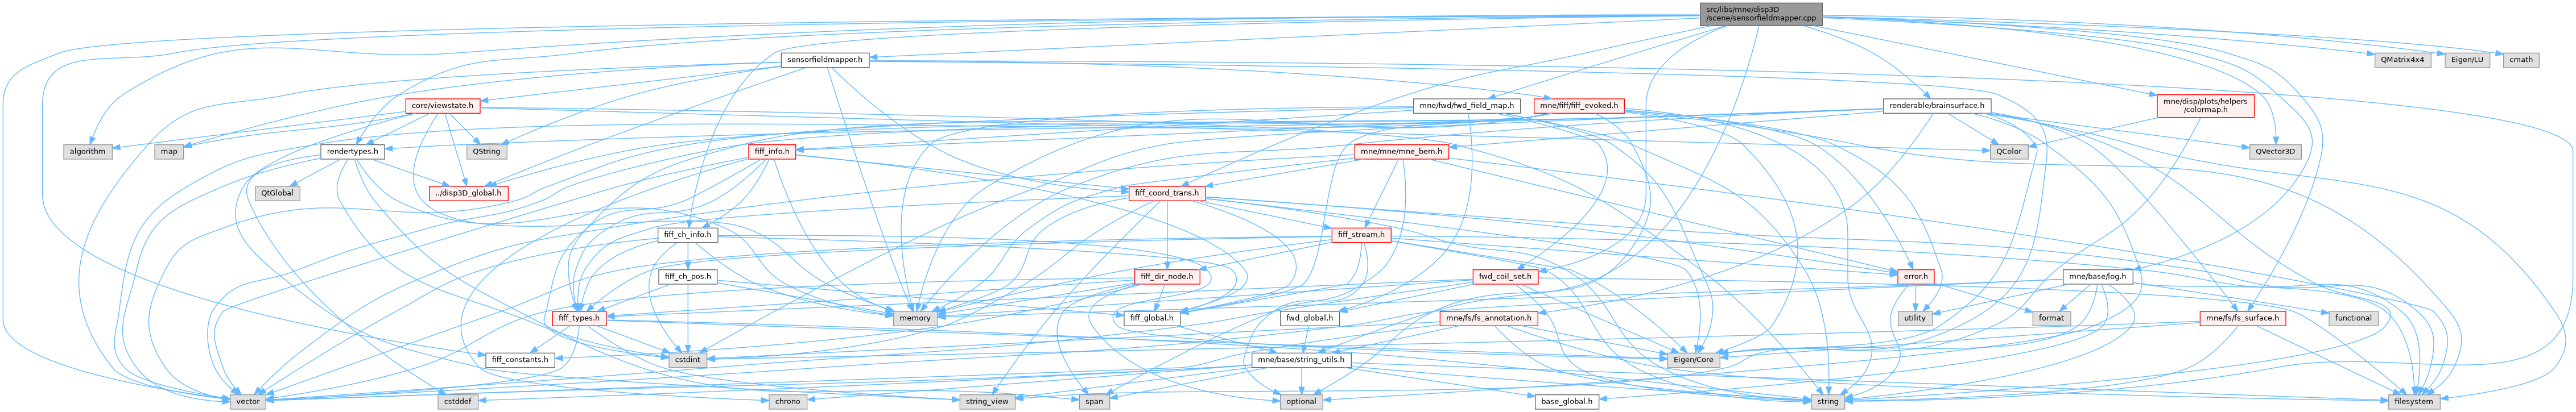 src/libs/mne/disp3D
/scene/sensorfieldmapper.cpp
sensorfieldmapper.h
QMatrix4x4
Eigen/LU
cmath
core/viewstate.h
mne/fwd/fwd_field_map.h
mne/fiff/fiff_evoked.h
renderable/brainsurface.h
mne/disp/plots/helpers
/colormap.h
algorithm
map
rendertypes.h
QString
fiff_info.h
mne/mne/mne_bem.h
QColor
QVector3D
QtGlobal
../disp3D_global.h
fiff_coord_trans.h
fiff_ch_info.h
fiff_stream.h
fiff_ch_pos.h
fiff_dir_node.h
fwd_coil_set.h
error.h
mne/base/log.h
fiff_types.h
memory
fiff_global.h
fwd_global.h
mne/fs/fs_annotation.h
utility
format
mne/fs/fs_surface.h
functional
fiff_constants.h
cstdint
mne/base/string_utils.h
Eigen/Core
vector
cstddef
chrono
string_view
span
optional
base_global.h
string
filesystem